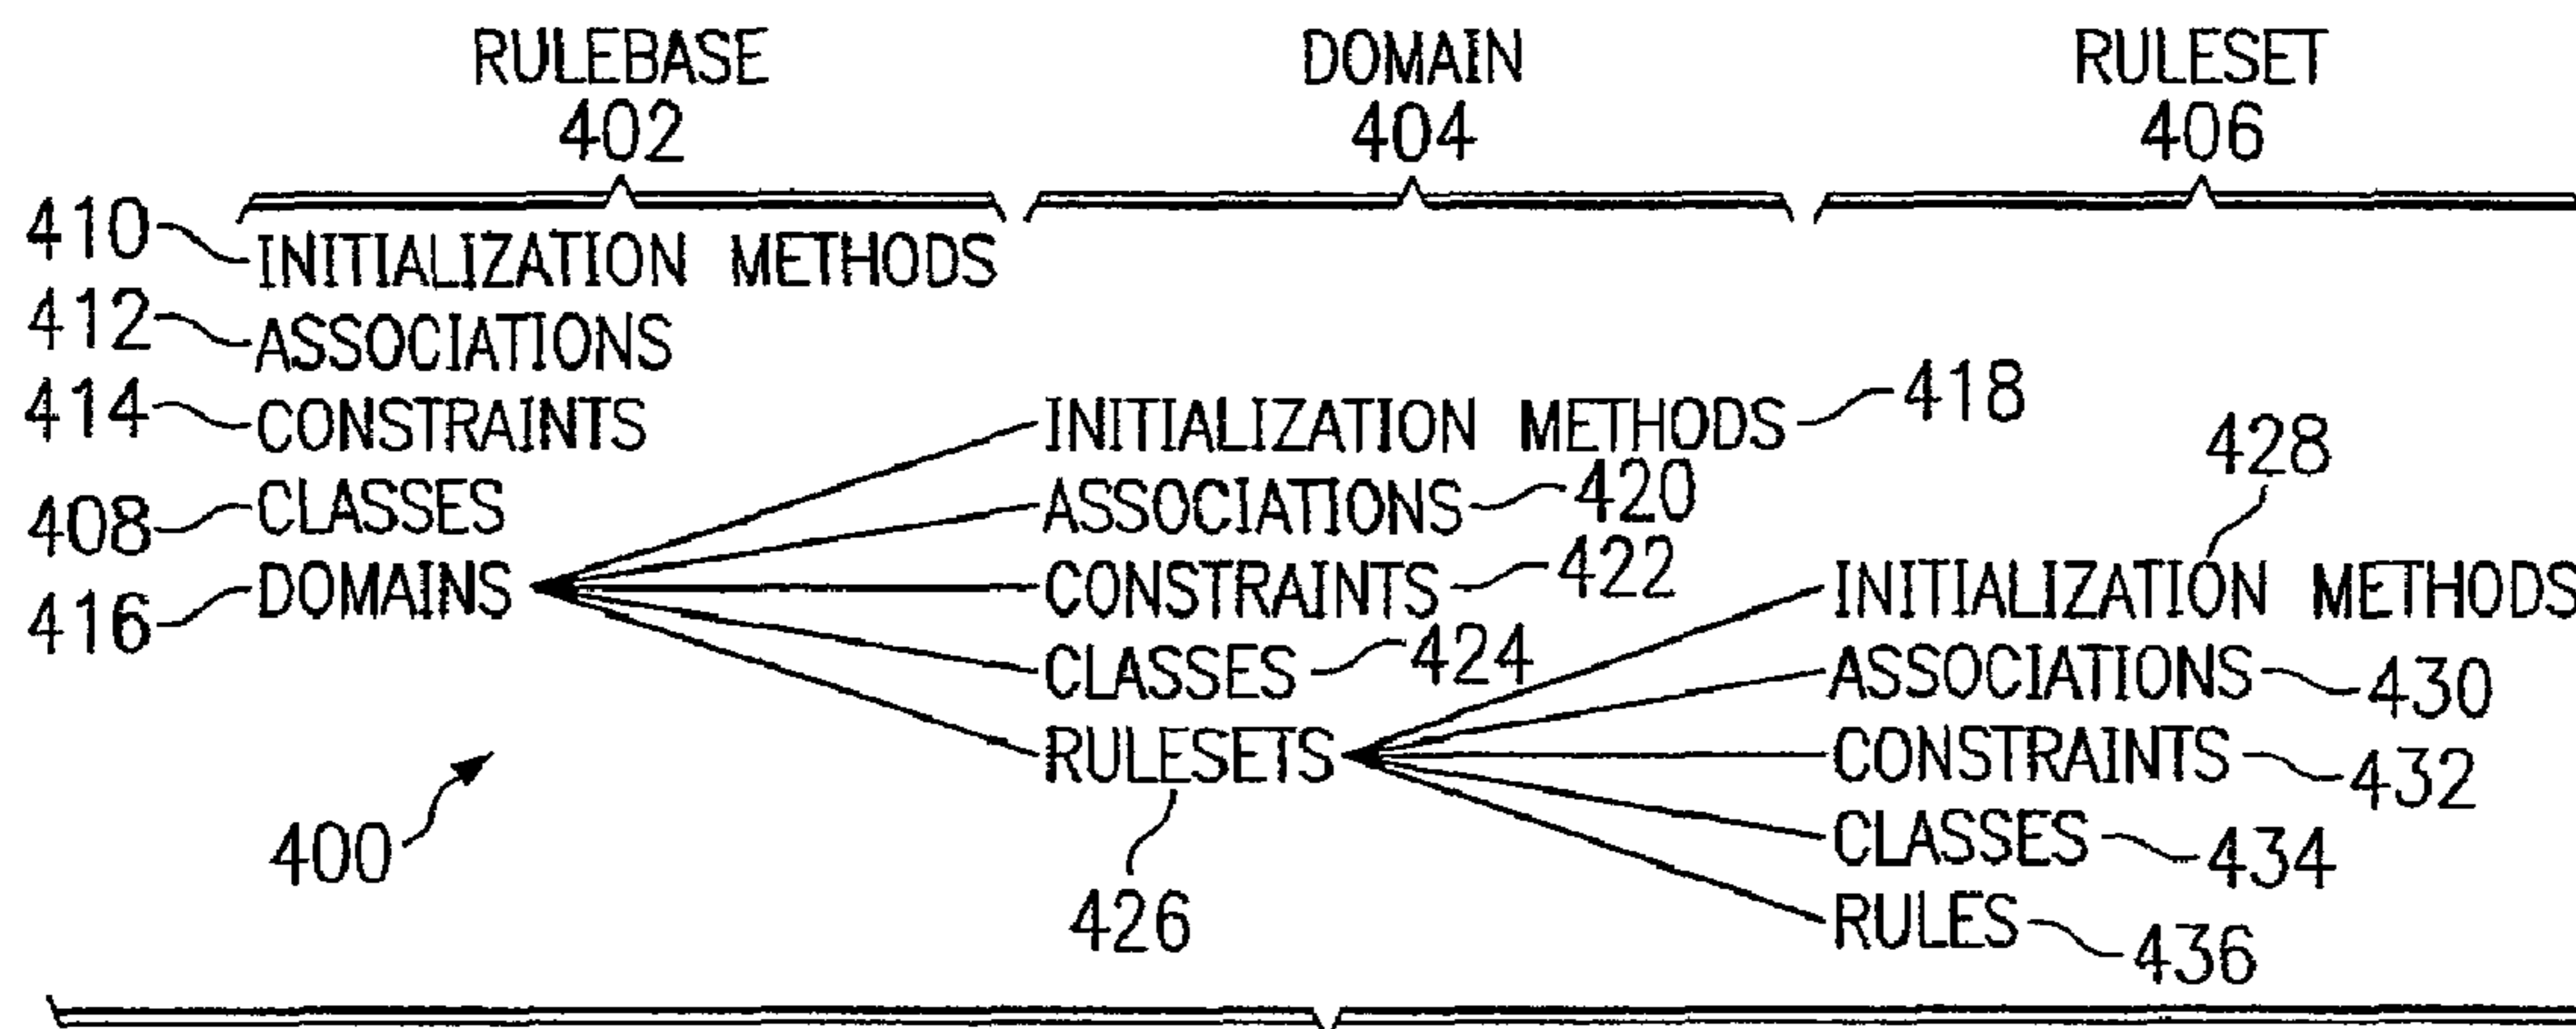 RULEBASE DOMAIN RULESET
402 404 406
410 INITIALIZATION METHODS
412 ASSOCIATIONS
414 CONSTRAINTS INITIALIZATION METHODS 418
408 CLASSES ASSOCIATIONS 420 428
416 DOMAINS CONSTRAINTS 422 INITIALIZATION METHODS
CLASSES 424 ASSOCIATIONS 430
RULESETS CONSTRAINTS 432
400 CLASSES 434
426 RULES 436